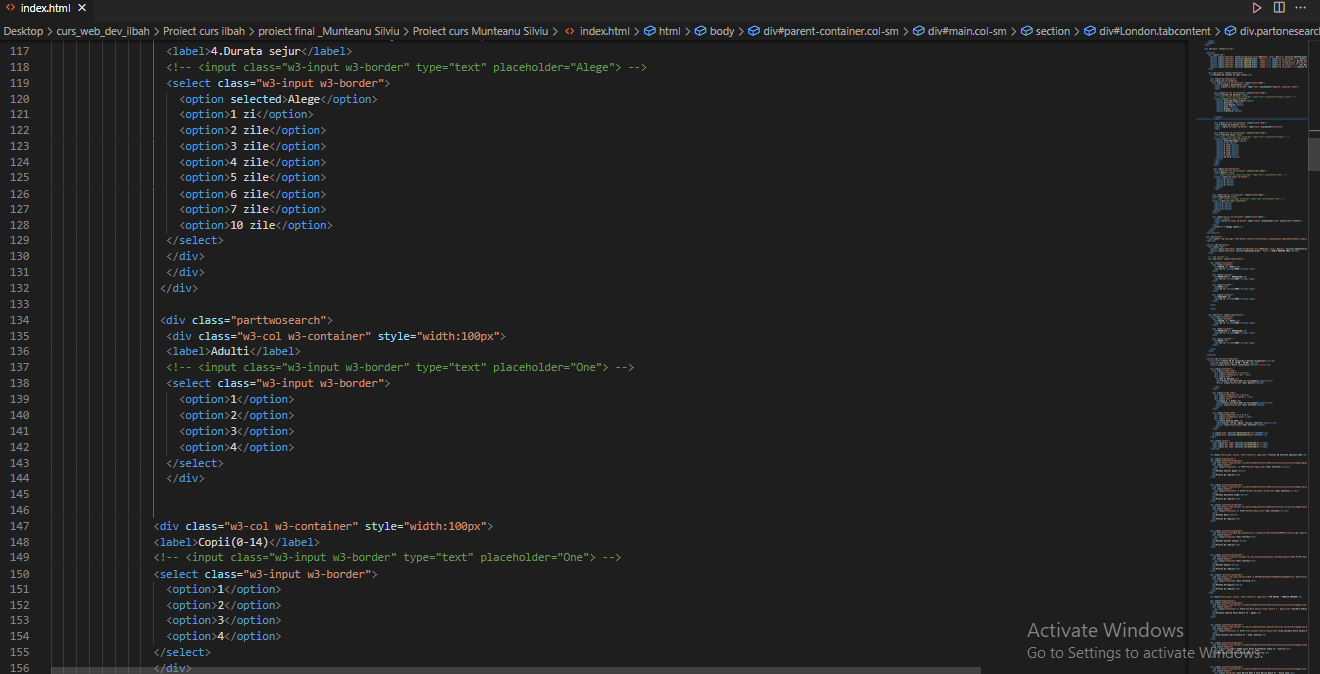 index.html
Desktop > curs_web_dev_ilbah > Proiect curs ilbah > proiect final _Munteanu Silviu > Proiect curs Munteanu Silviu > index.html > html > body > div#parent-container.col-sm > div#main.col-sm > section > div#London.tabcontent > div.partonesearc
117 <label>4.Durata sejur</label>
118 <!-- <input class="w3-input w3-border" type="text" placeholder="Alege"> -->
119 <select class="w3-input w3-border">
120 <option selected>Alege</option>
121 <option>1 zi</option>
122 <option>2 zile</option>
123 <option>3 zile</option>
124 <option>4 zile</option>
125 <option>5 zile</option>
126 <option>6 zile</option>
127 <option>7 zile</option>
128 <option>10 zile</option>
129 </select>
130 </div>
131 </div>
132 </div>
133
134 <div class="parttwosearch">
135 <div class="w3-col w3-container" style="width:100px">
136 <label>Adulti</label>
137 <!-- <input class="w3-input w3-border" type="text" placeholder="One"> -->
138 <select class="w3-input w3-border">
139 <option>1</option>
140 <option>2</option>
141 <option>3</option>
142 <option>4</option>
143 </select>
144 </div>
145
146
147 <div class="w3-col w3-container" style="width:100px">
148 <label>Copii(0-14)</label>
149 <!-- <input class="w3-input w3-border" type="text" placeholder="One"> -->
150 <select class="w3-input w3-border">
151 <option>1</option>
152 <option>2</option>
153 <option>3</option>
154 <option>4</option>
155 </select>
156 </div>
Activate Windows
Go to Settings to activate Windows.